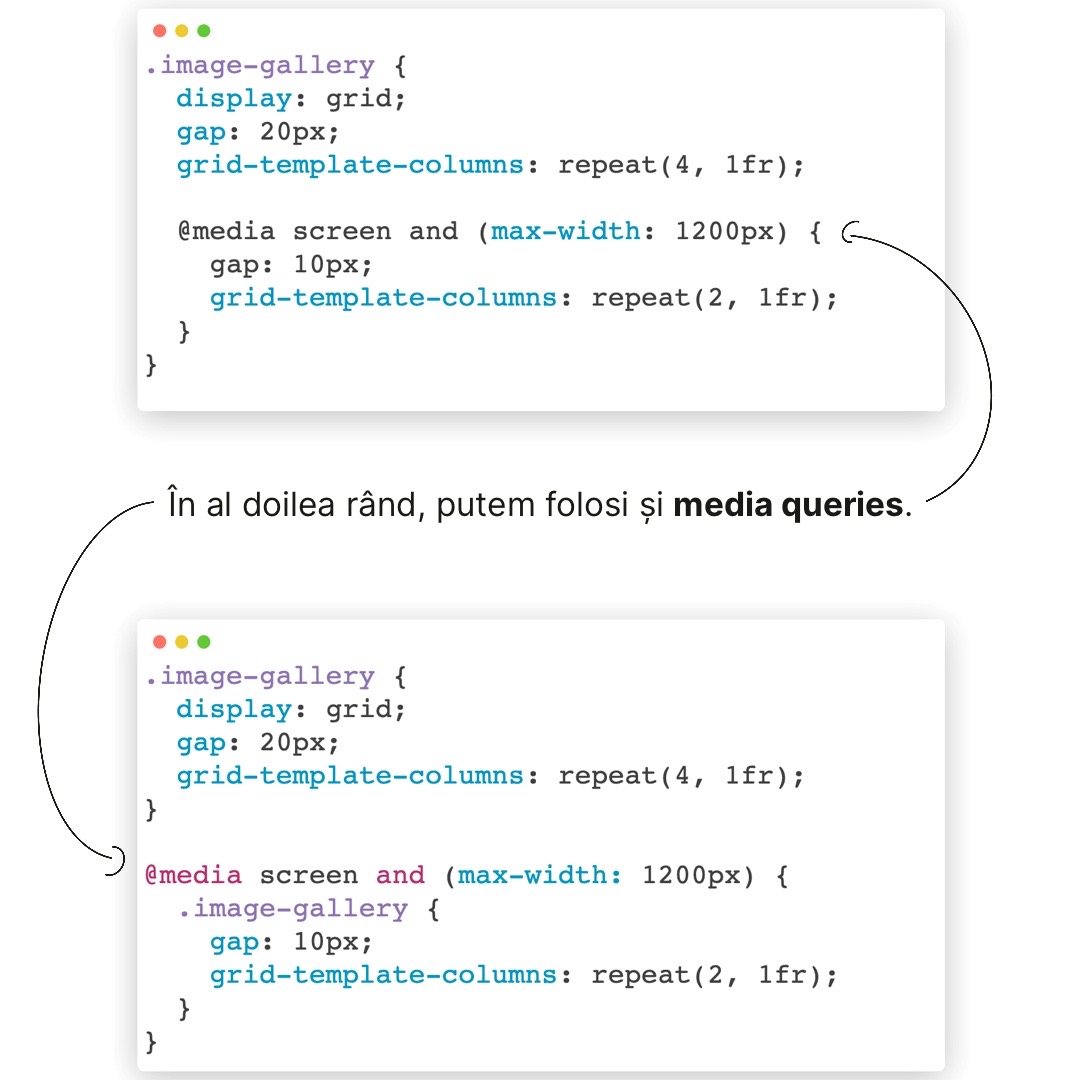 .image-gallery {
  display: grid;
  gap: 20px;
  grid-template-columns: repeat(4, 1fr);

  @media screen and (max-width: 1200px) {
    gap: 10px;
    grid-template-columns: repeat(2, 1fr);
  }
}
În al doilea rând, putem folosi și media queries.
.image-gallery {
  display: grid;
  gap: 20px;
  grid-template-columns: repeat(4, 1fr);
}

@media screen and (max-width: 1200px) {
  .image-gallery {
    gap: 10px;
    grid-template-columns: repeat(2, 1fr);
  }
}